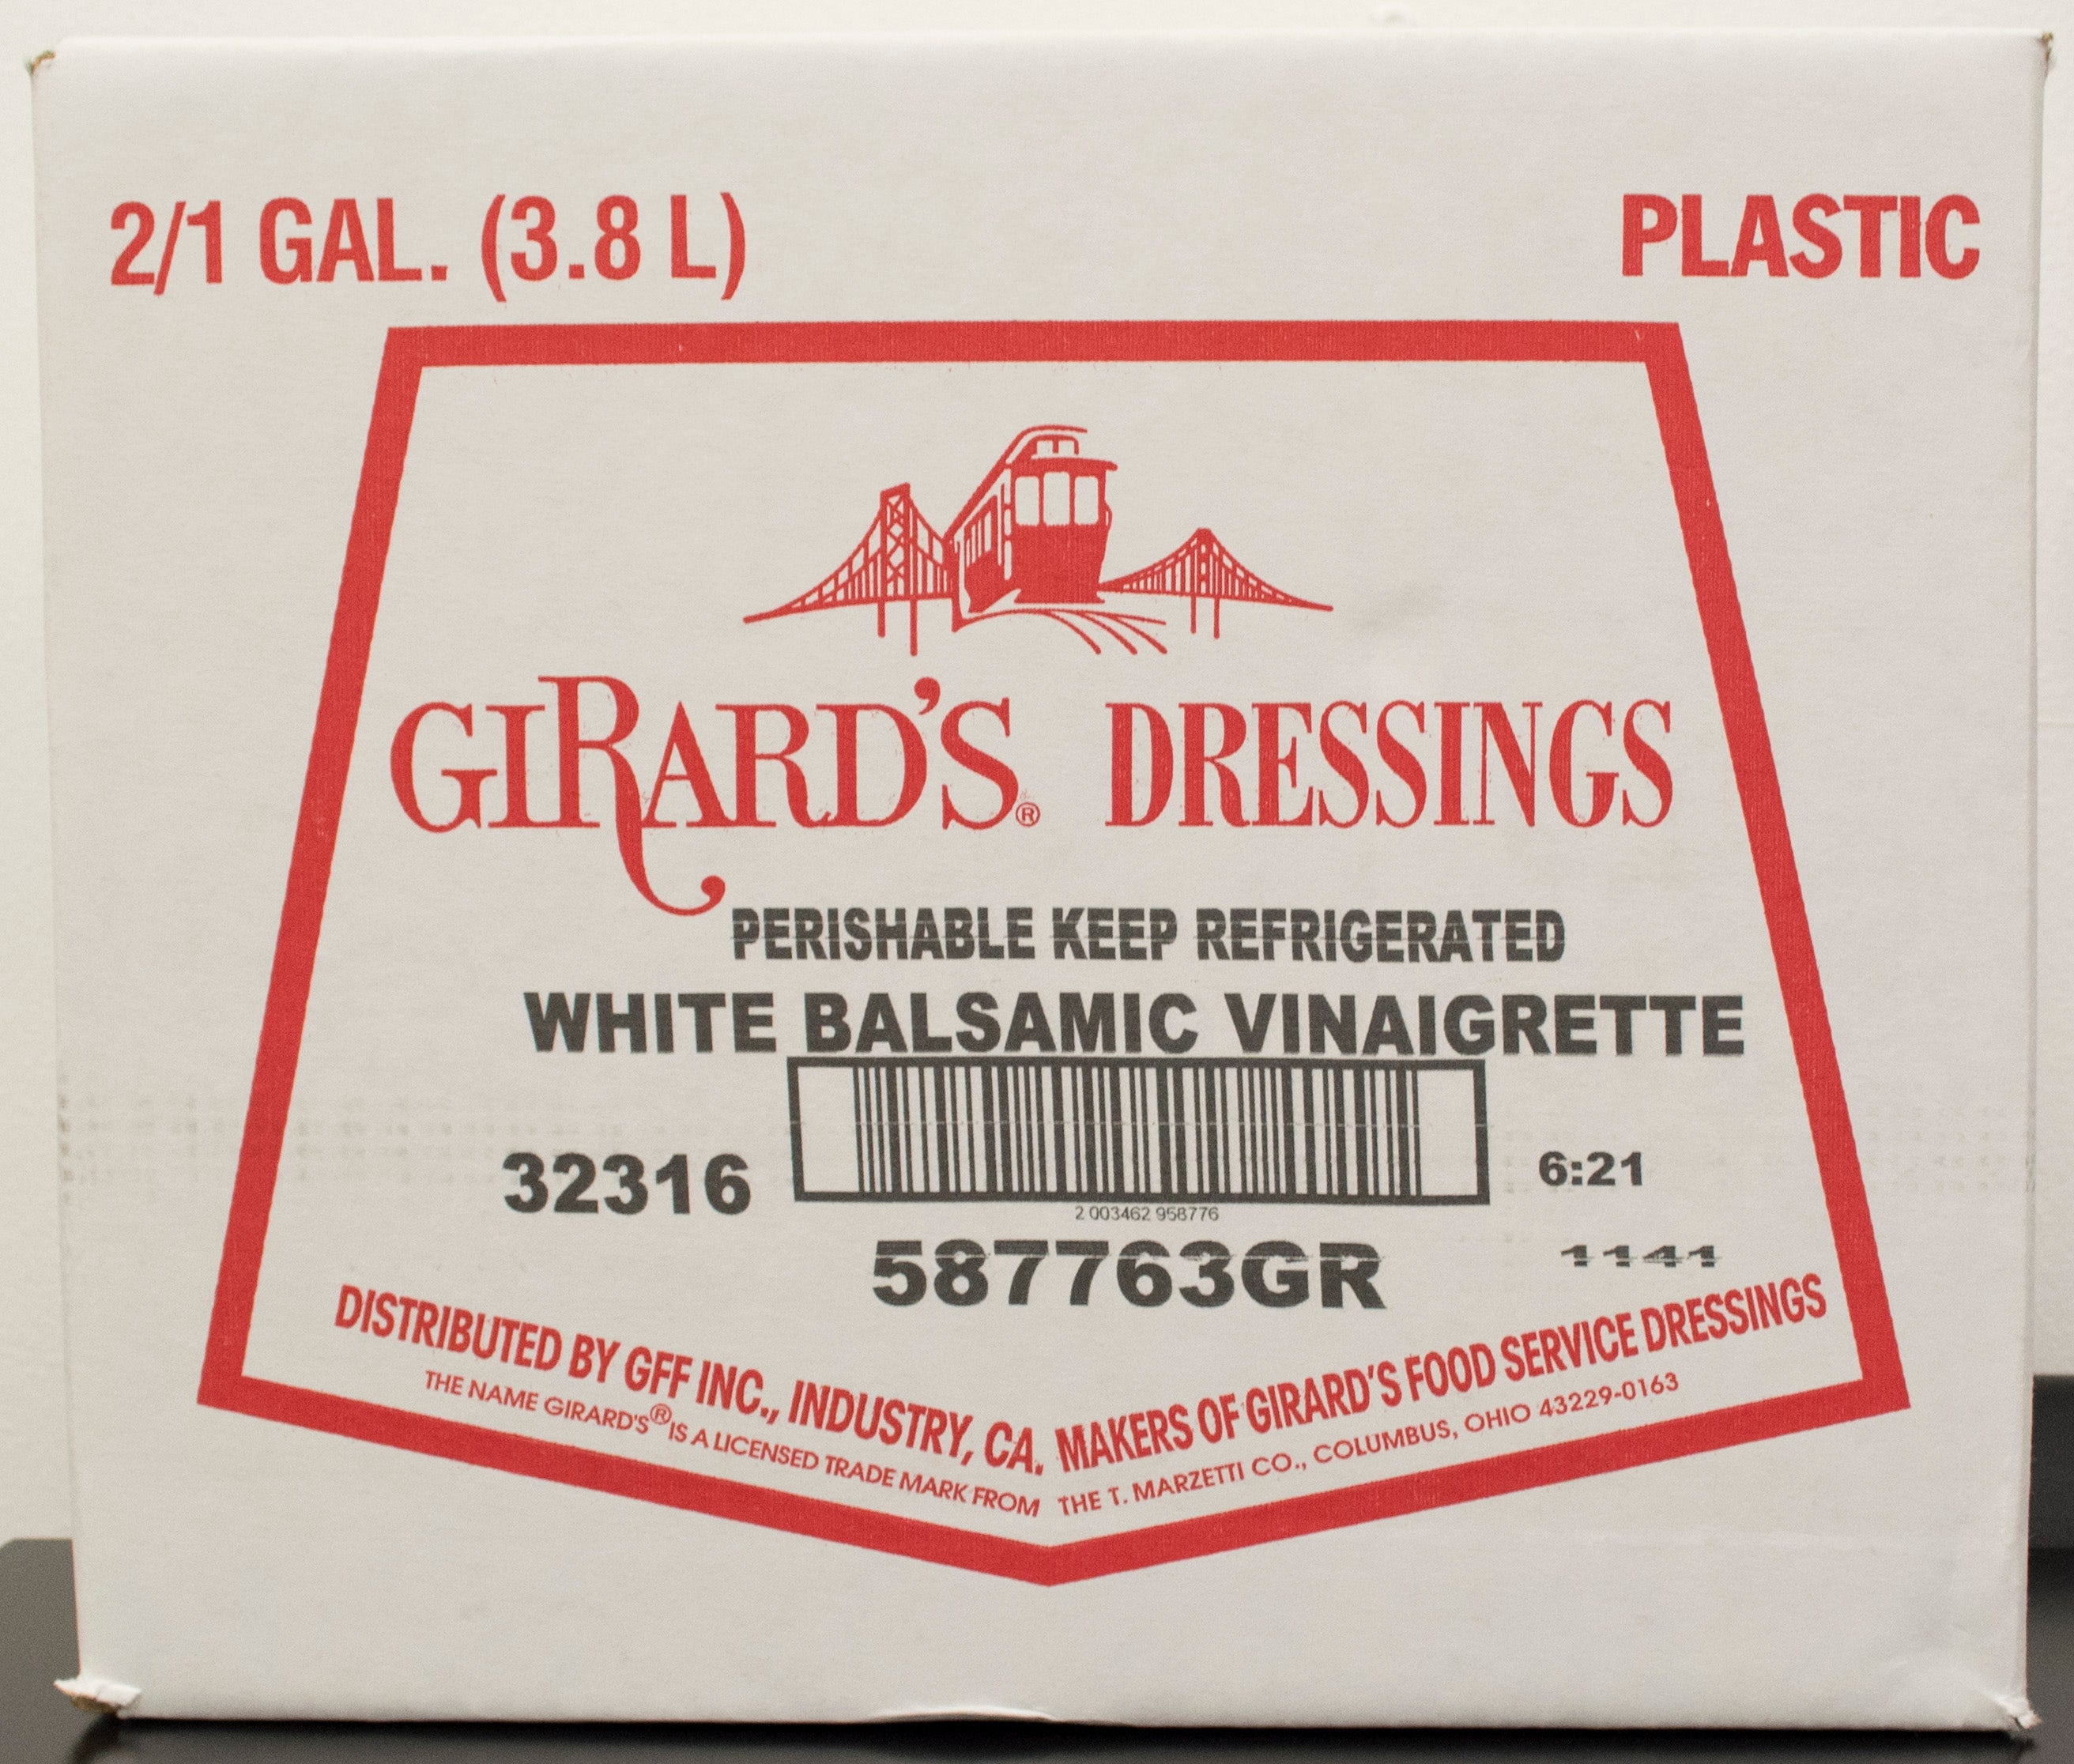 2/1 GAL. (3.8 L)
PLASTIC
GIRARD'S® DRESSINGS
PERISHABLE KEEP REFRIGERATED
WHITE BALSAMIC VINAIGRETTE
32316
6:21
2 003462 958776
587763GR
1141
DISTRIBUTED BY GFF INC., INDUSTRY, CA. MAKERS OF GIRARD'S FOOD SERVICE DRESSINGS
THE NAME GIRARD'S® IS A LICENSED TRADE MARK FROM THE T. MARZETTI CO., COLUMBUS, OHIO 43229-0163